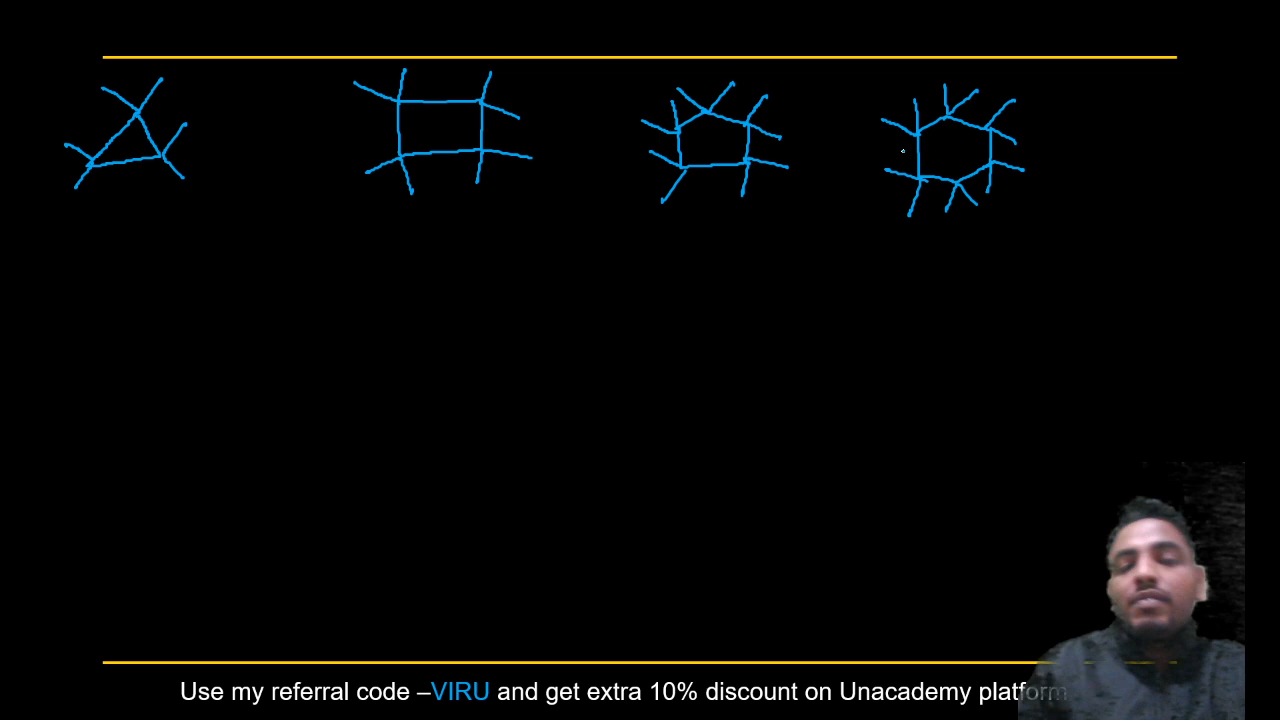 Use my referral code –VIRU and get extra 10% discount on Unacademy platform